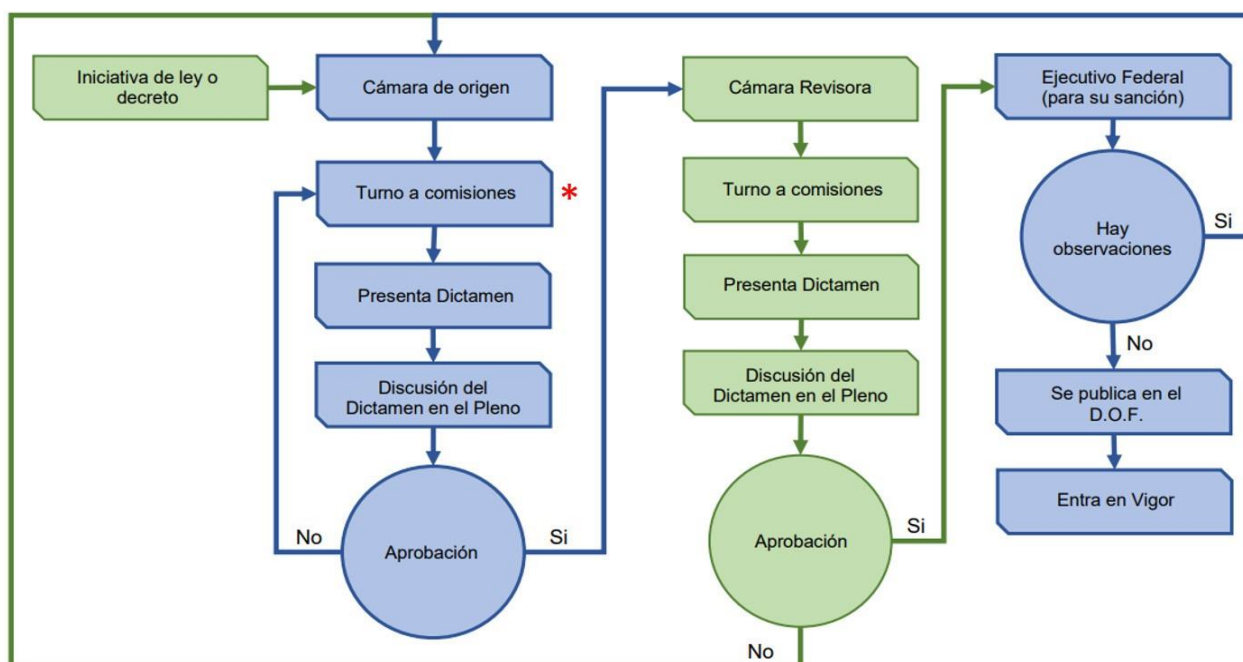 Iniciativa de ley o
decreto
Cámara de origen
Turno a comisiones
*
Presenta Dictamen
Discusión del
Dictamen en el Pleno
Aprobación
No
Si
Cámara Revisora
Turno a comisiones
Presenta Dictamen
Discusión del
Dictamen en el Pleno
Aprobación
Si
No
Ejecutivo Federal
(para su sanción)
Hay
observaciones
Si
No
Se publica en el
D.O.F.
Entra en Vigor